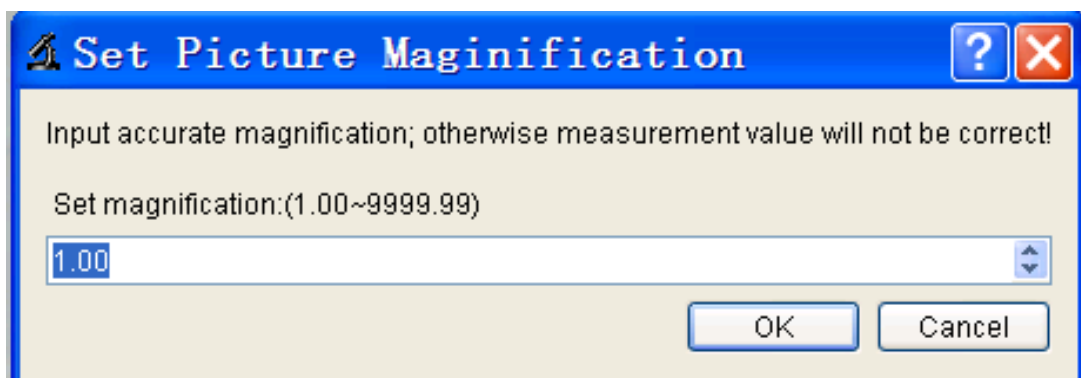 Set Picture Maginification
Input accurate magnification; otherwise measurement value will not be correct!
Set magnification:(1.00~9999.99)
1.00
OK Cancel